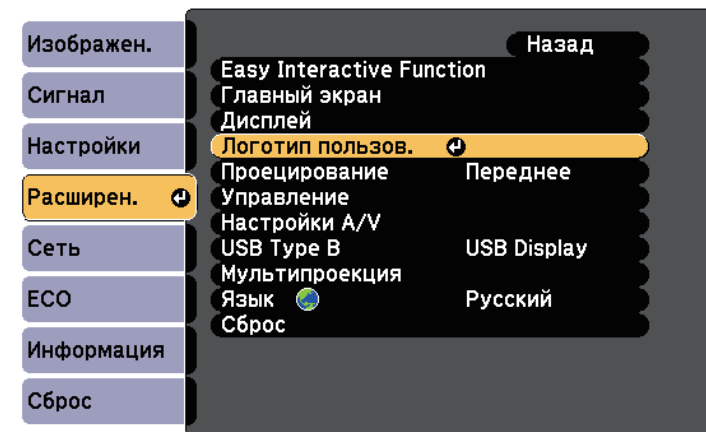 Изображен.
Сигнал
Настройки
Расширен.
Сеть
ECO
Информация
Сброс
Назад
Easy Interactive Function
Главный экран
Дисплей
Логотип пользов.
Проецирование Переднее
Управление
Настройки A/V
USB Type B USB Display
Мультипроекция
Язык Русский
Сброс